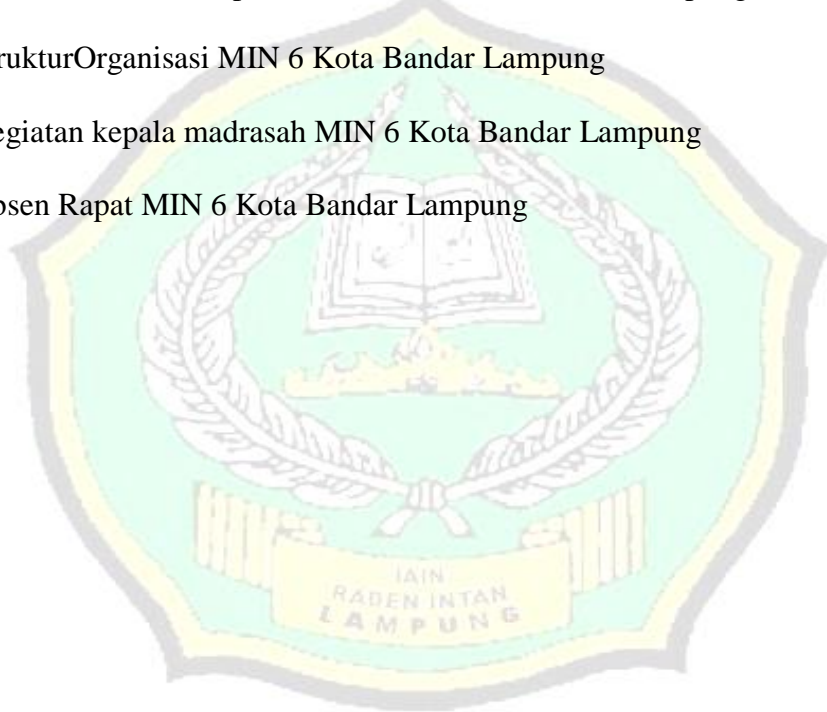 rukturOrganisasi MIN 6 Kota Bandar Lampung
egiatan kepala madrasah MIN 6 Kota Bandar Lampung
osen Rapat MIN 6 Kota Bandar Lampung
IAIN
RADEN INTAN
LAMPUNG